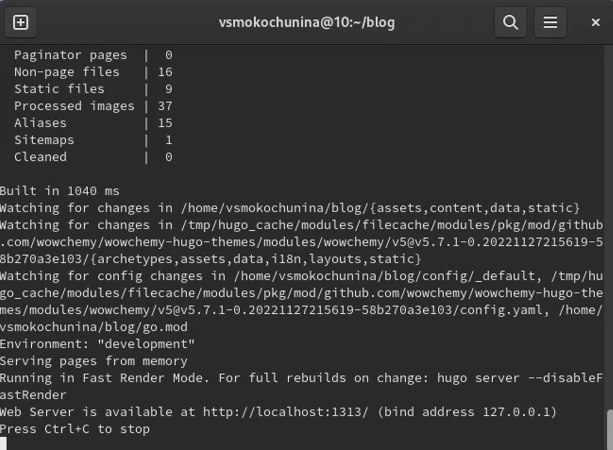 vsmokochunina@10:~/blog
Paginator pages  |  0
Non-page files   | 16
Static files     |  9
Processed images | 37
Aliases          | 15
Sitemaps         |  1
Cleaned          |  0
Built in 1040 ms
Watching for changes in /home/vsmokochunina/blog/{assets,content,data,static}
Watching for changes in /tmp/hugo_cache/modules/filecache/modules/pkg/mod/github
.com/wowchemy/wowchemy-hugo-themes/modules/wowchemy/v5@v5.7.1-0.20221127215619-5
8b270a3e103/{archetypes,assets,data,i18n,layouts,static}
Watching for config changes in /home/vsmokochunina/blog/config/_default, /tmp/hu
go_cache/modules/filecache/modules/pkg/mod/github.com/wowchemy/wowchemy-hugo-the
mes/modules/wowchemy/v5@v5.7.1-0.20221127215619-58b270a3e103/config.yaml, /home/
vsmokochunina/blog/go.mod
Environment: "development"
Serving pages from memory
Running in Fast Render Mode. For full rebuilds on change: hugo server --disableF
astRender
Web Server is available at http://localhost:1313/ (bind address 127.0.0.1)
Press Ctrl+C to stop